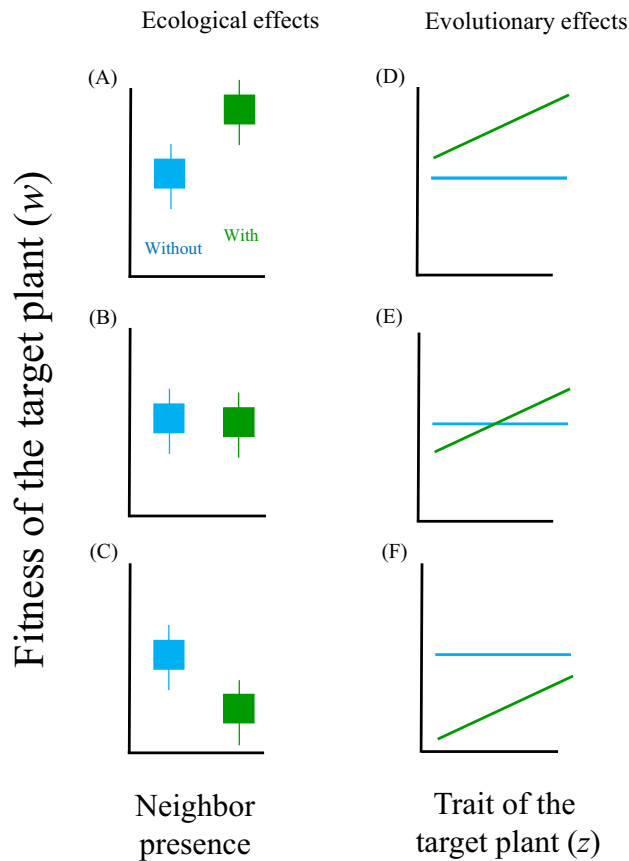 Ecological effects
Evolutionary effects
Fitness of the target plant (w)
(A)
Without
With
(D)
(B)
(E)
(C)
(F)
Neighbor
presence
Trait of the
target plant (z)